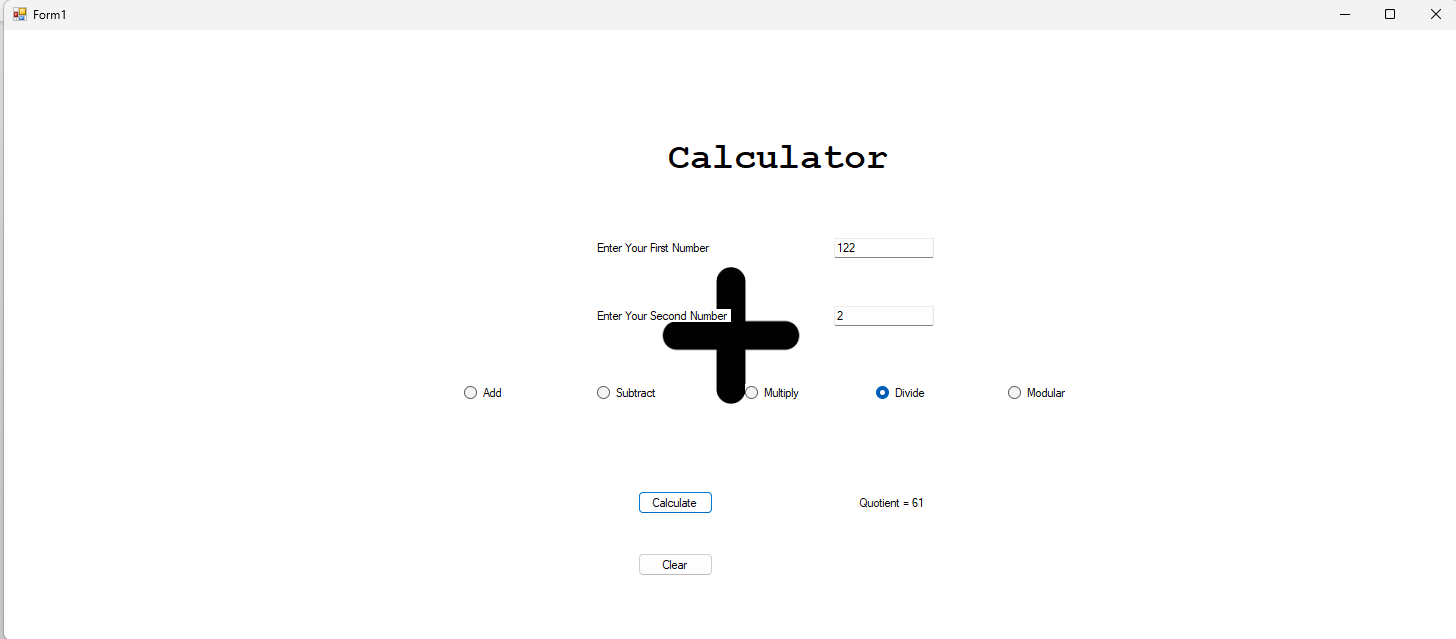 Form1
Calculator
Enter Your First Number 122
Enter Your Second Number 2
Add Subtract Multiply Divide Modular
Calculate Quotient = 61
Clear